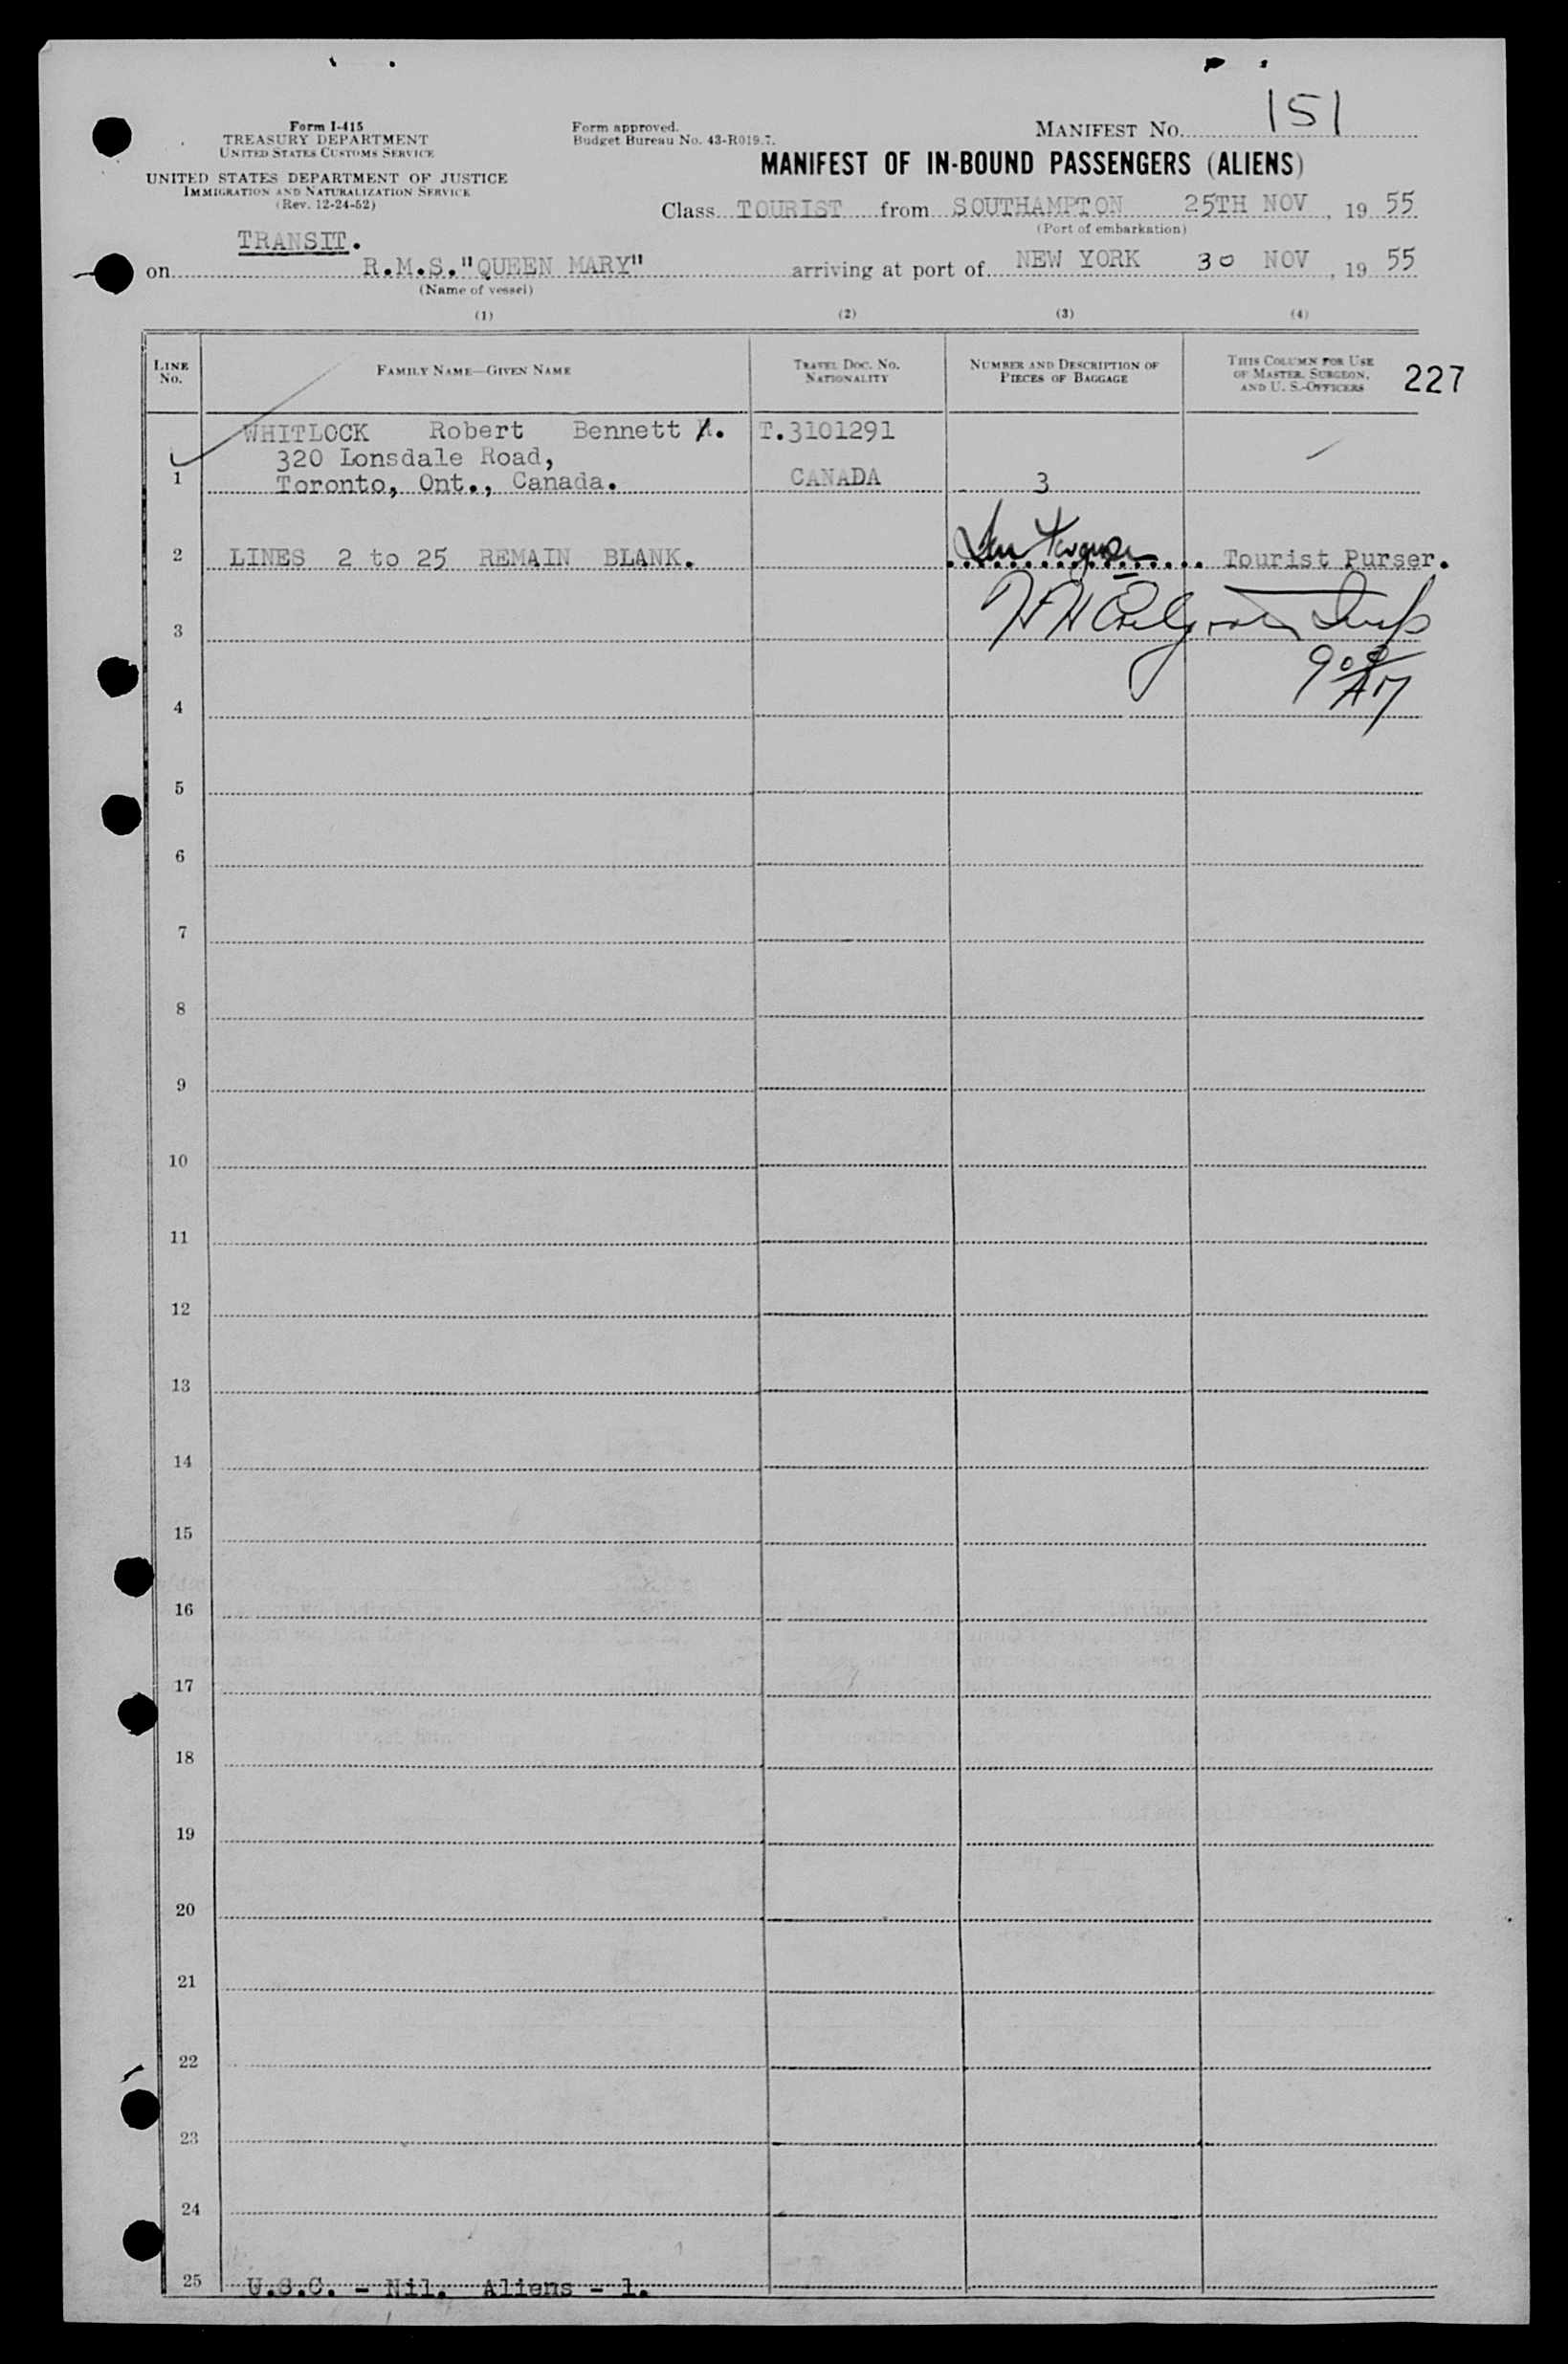 Form I-415
TREASURY DEPARTMENT
UNITED STATES CUSTOMS SERVICE
UNITED STATES DEPARTMENT OF JUSTICE
IMMIGRATION AND NATURALIZATION SERVICE
(Rev. 12-24-52)
Form approved.
Budget Bureau No. 43-R019.7.
MANIFEST NO. 151
MANIFEST OF IN-BOUND PASSENGERS (ALIENS)
Class TOURIST from SOUTHAMPTON 25TH NOV, 19 55
(Port of embarkation)
TRANSIT.
on R.M.S."QUEEN MARY" arriving at port of NEW YORK 30 NOV, 19 55
(Name of vessel)
(1) (2) (3) (4)
LINE No. FAMILY NAME—GIVEN NAME TRAVEL DOC. NO. NATIONALITY NUMBER AND DESCRIPTION OF PIECES OF BAGGAGE THIS COLUMN FOR USE OF MASTER, SURGEON, AND U. S. OFFICERS 227
WHITLOCK Robert Bennett T.3101291
320 Lonsdale Road,
1 Toronto, Ont., Canada. CANADA 3
2 LINES 2 to 25 REMAIN BLANK. Tourist Purser.
3
9 00 AM
4
5
6
7
8
9
10
11
12
13
14
15
16
17
18
19
20
21
22
23
24
25 U.S.C. - Nil. Aliens - 1.